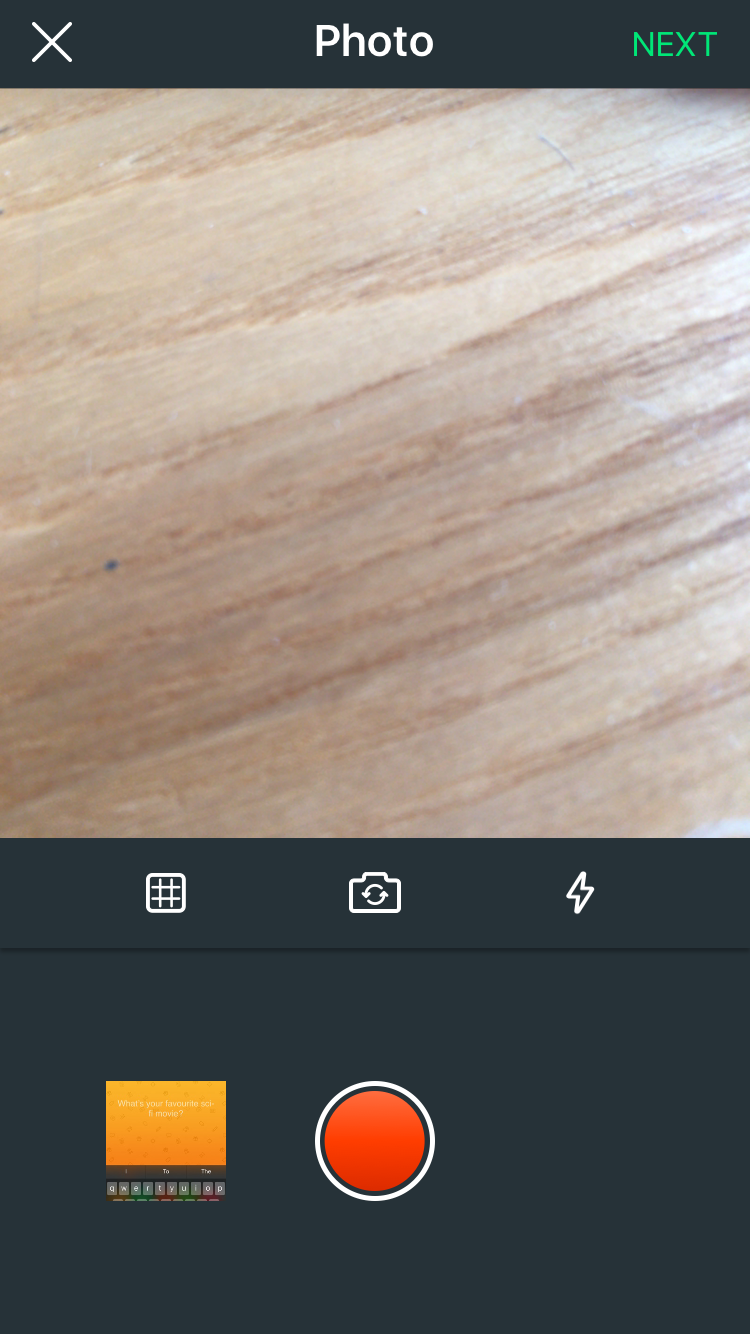 Photo
NEXT
What's your favourite sci-
fi movie?
I To The
q w e r t y u i o p